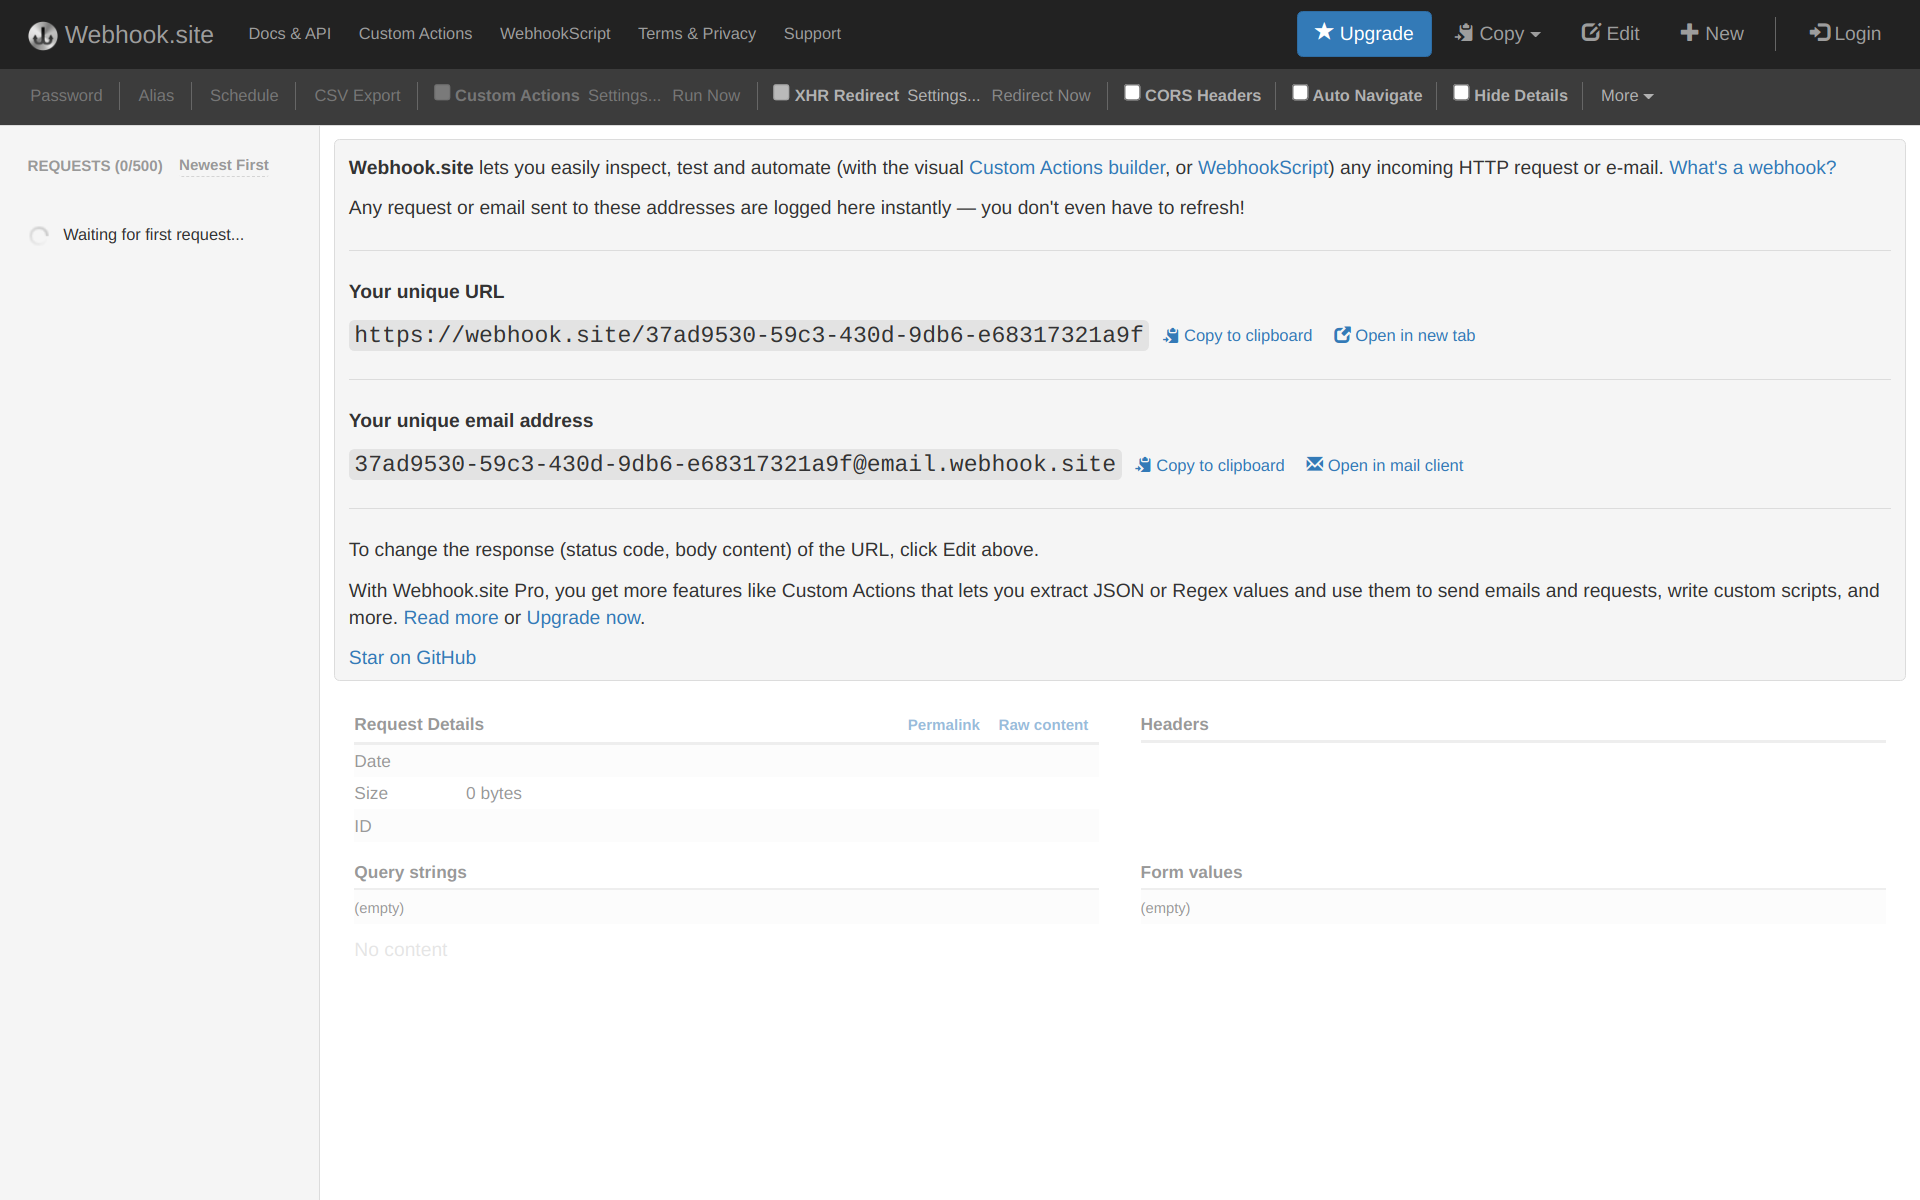 Webhook.site Docs & API Custom Actions WebhookScript Terms & Privacy Support Upgrade Copy Edit New Login
Password Alias Schedule CSV Export Custom Actions Settings... Run Now XHR Redirect Settings... Redirect Now CORS Headers Auto Navigate Hide Details More
REQUESTS (0/500) Newest First
Waiting for first request...
Webhook.site lets you easily inspect, test and automate (with the visual Custom Actions builder, or WebhookScript) any incoming HTTP request or e-mail. What's a webhook?
Any request or email sent to these addresses are logged here instantly — you don't even have to refresh!
Your unique URL
https://webhook.site/37ad9530-59c3-430d-9db6-e68317321a9f Copy to clipboard Open in new tab
Your unique email address
37ad9530-59c3-430d-9db6-e68317321a9f@email.webhook.site Copy to clipboard Open in mail client
To change the response (status code, body content) of the URL, click Edit above.
With Webhook.site Pro, you get more features like Custom Actions that lets you extract JSON or Regex values and use them to send emails and requests, write custom scripts, and
more. Read more or Upgrade now.
Star on GitHub
Request Details Permalink Raw content
Date
Size 0 bytes
ID
Headers
Query strings
(empty)
Form values
(empty)
No content